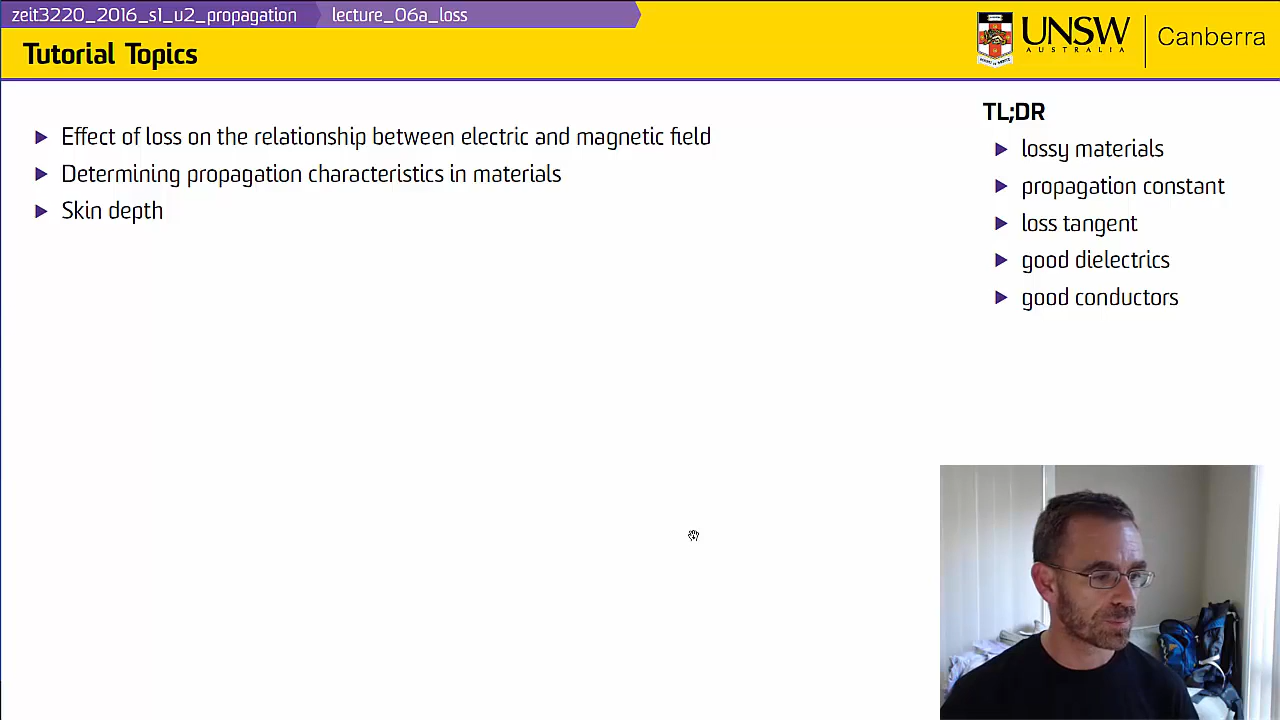 zeit3220_2016_s1_u2_propagation
lecture_06a_loss
Tutorial Topics
UNSW
AUSTRALIA
Canberra
Effect of loss on the relationship between electric and magnetic field
Determining propagation characteristics in materials
Skin depth
TL;DR
lossy materials
propagation constant
loss tangent
good dielectrics
good conductors